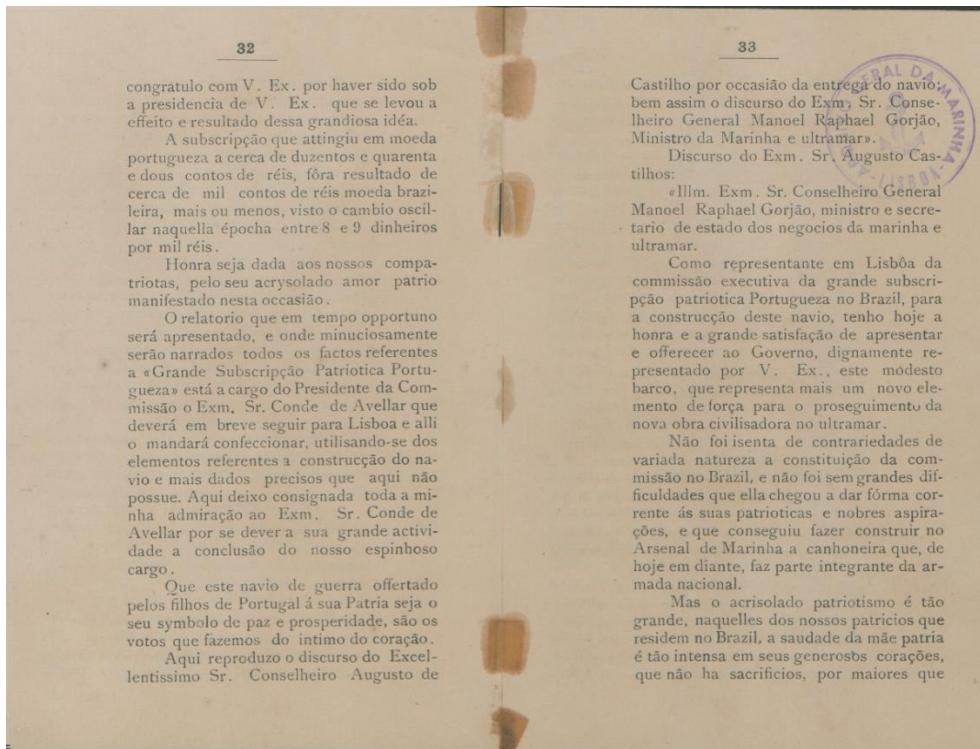 32
congratulo com V. Ex. por haver sido sob
a presidencia de V. Ex. que se levou a
effeito e resultado dessa grandiosa idéa.
A subscripção que attingiu em moeda
portugueza a cerca de duzentos e quarenta
e dous contos de réis, fôra resultado de
cerca de mil contos de réis moeda brazi-
leira, mais ou menos, visto o cambio oscil-
lar naquella épocha entre 8 e 9 dinheiros
por mil réis.
Honra seja dada aos nossos compa-
triotas, pelo seu acrysolado amor patrio
manifestado nesta occasião.
O relatorio que em tempo opportuno
será apresentado, e onde minuciosamente
serão narrados todos os factos referentes
a «Grande Subscripção Patriotica Portu-
gueza» está a cargo do Presidente da Com-
missão o Exm. Sr. Conde de Avellar que
deverá em breve seguir para Lisboa e alli
o mandará confeccionar, utilisando-se dos
elementos referentes a construcção do na-
vio e mais dados precisos que aqui não
possue. Aqui deixo consignada toda a mi-
nha admiração ao Exm. Sr. Conde de
Avellar por se dever a sua grande activi-
dade a conclusão do nosso espinhoso
cargo.
Que este navio de guerra offertado
pelos filhos de Portugal á sua Patria seja o
seu symbolo de paz e prosperidade, são os
votos que fazemos do intimo do coração.
Aqui reproduzo o discurso do Excel-
lentissimo Sr. Conselheiro Augusto de
33
Castilho por occasião da entrega do navio;
bem assim o discurso do Exm. Sr. Conse-
lheiro General Manoel Raphael Gorjão,
Ministro da Marinha e ultramar».
Discurso do Exm. Sr. Augusto Cas-
tilhos:
«Illm. Exm. Sr. Conselheiro General
Manoel Raphael Gorjão, ministro e secre-
tario de estado dos negocios da marinha e
ultramar.
Como representante em Lisbôa da
commissão executiva da grande subscri-
pção patriotica Portugueza no Brazil, para
a construcção deste navio, tenho hoje a
honra e a grande satisfação de apresentar
e offerecer ao Governo, dignamente re-
presentado por V. Ex., este modesto
barco, que representa mais um novo ele-
mento de força para o proseguimento da
nova obra civilisadora no ultramar.
Não foi isenta de contrariedades de
variada natureza a constituição da com-
missão no Brazil, e não foi sem grandes dif-
ficuldades que ella chegou a dar fórma cor-
rente ás suas patrioticas e nobres aspira-
ções, e que conseguiu fazer construir no
Arsenal de Marinha a canhoneira que, de
hoje em diante, faz parte integrante da ar-
mada nacional.
Mas o acrisolado patriotismo é tão
grande, naquelles dos nossos patricios que
residem no Brazil, a saudade da mãe patria
é tão intensa em seus generosos corações,
que não ha sacrificios, por maiores que
GERAL DA MARINHA